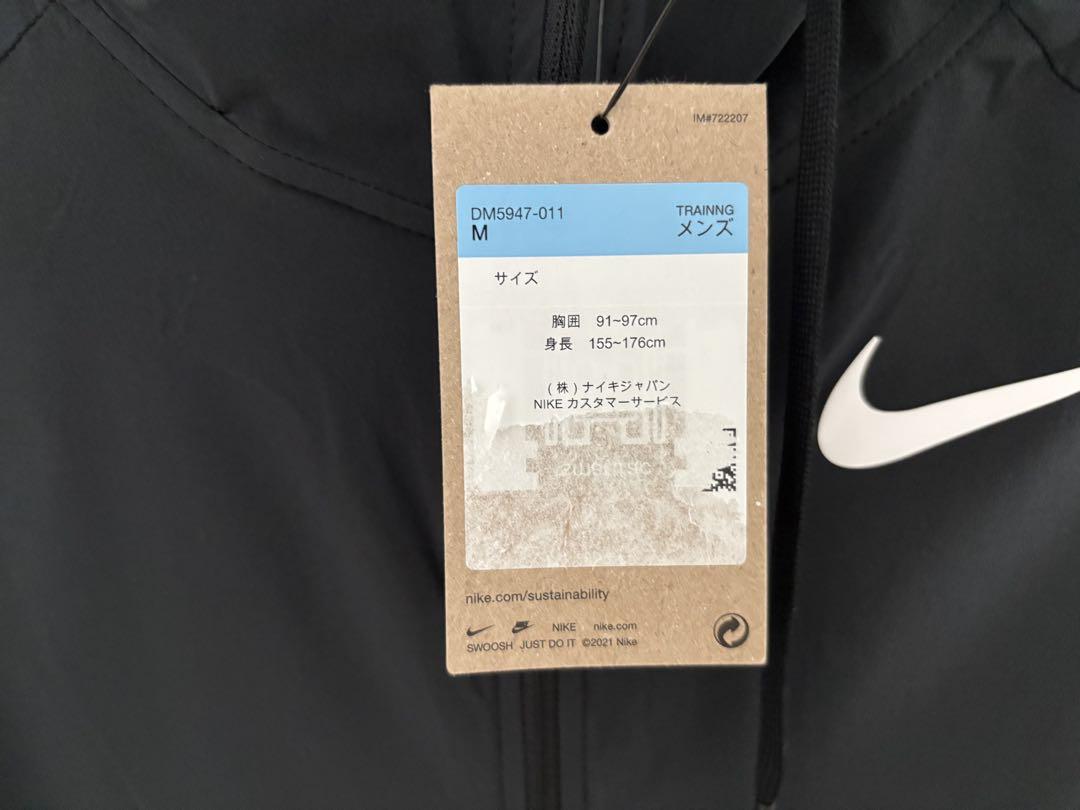 IM#722207
DM5947-011
TRAINNG
M
メンズ
サイズ
胸囲 91~97cm
身長 155~176cm
(株)ナイキジャパン
NIKE カスタマーサービス
nike.com/sustainability
NIKE nike.com
SWOOSH JUST DO IT ©2021 Nike